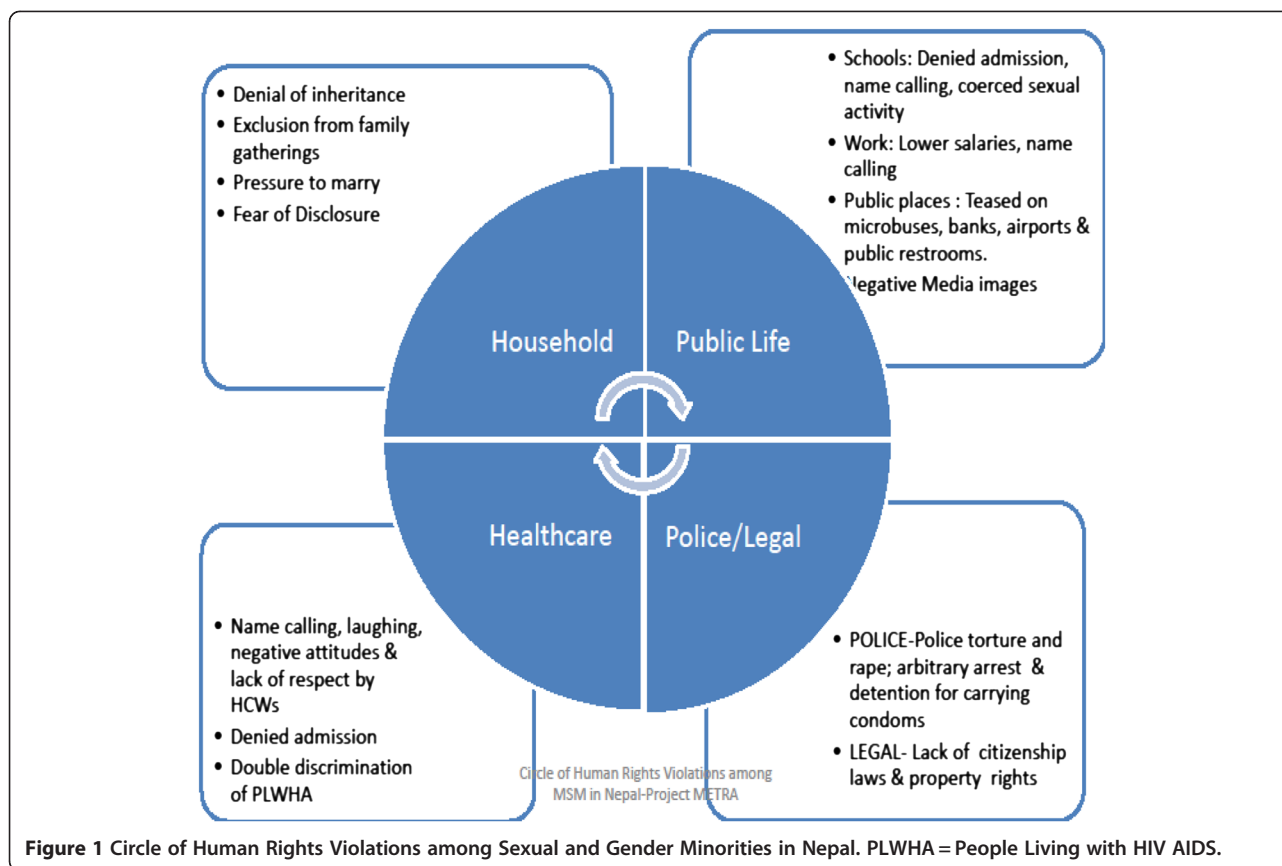 • Denial of inheritance
• Exclusion from family
gatherings
• Pressure to marry
• Fear of Disclosure
• Schools: Denied admission,
name calling, coerced sexual
activity
• Work: Lower salaries, name
calling
• Public places : Teased on
microbuses, banks, airports &
public restrooms.
Negative Media images
Household
Public Life
Healthcare
Police/Legal
• Name calling, laughing,
negative attitudes &
lack of respect by
HCWs
• Denied admission
• Double discrimination
of PLWHA
• POLICE-Police torture and
rape; arbitrary arrest &
detention for carrying
condoms
• LEGAL- Lack of citizenship
laws & property rights
Circle of Human Rights Violations among
MSM in Nepal-Project METRA
Figure 1 Circle of Human Rights Violations among Sexual and Gender Minorities in Nepal. PLWHA = People Living with HIV AIDS.